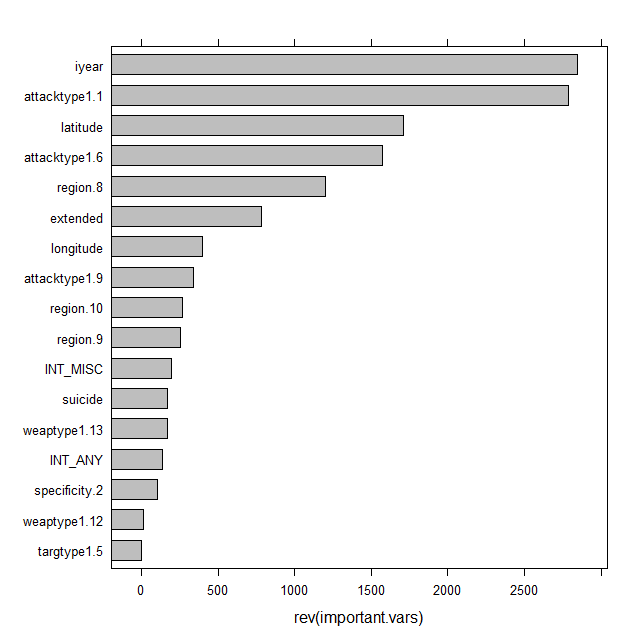 iyear
attacktype1.1
latitude
attacktype1.6
region.8
extended
longitude
attacktype1.9
region.10
region.9
INT_MISC
suicide
weaptype1.13
INT_ANY
specificity.2
weaptype1.12
targtype1.5
0 500 1000 1500 2000 2500
rev(important.vars)